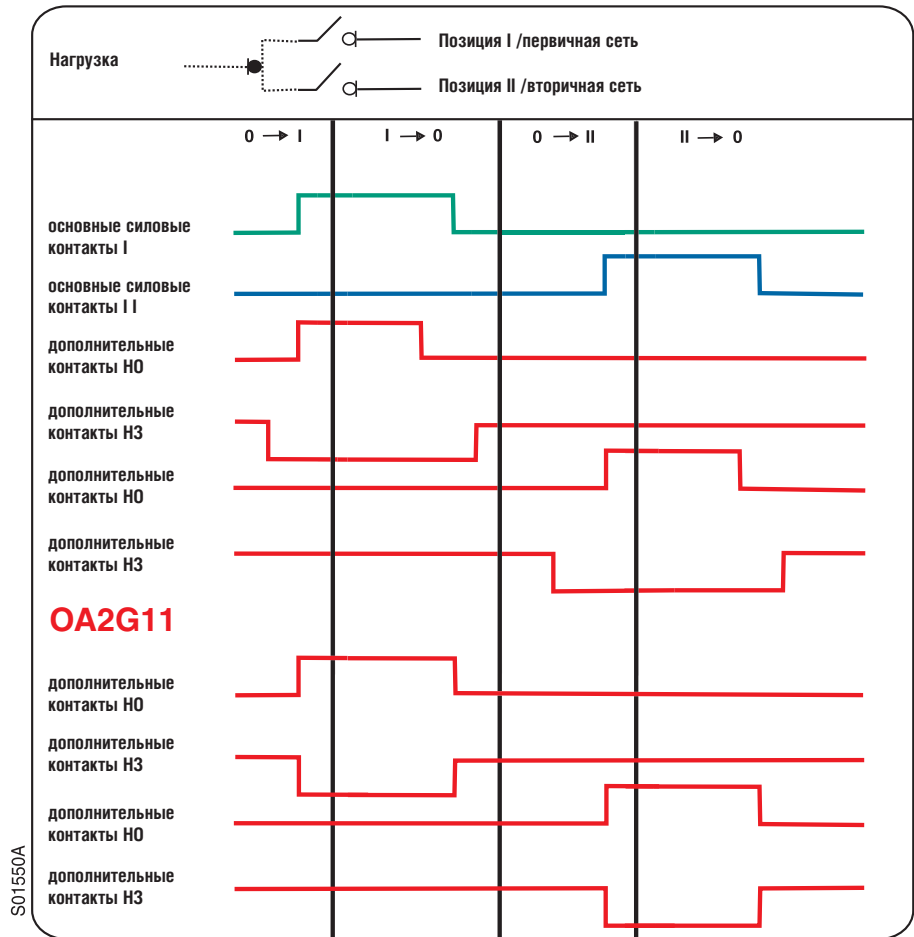 Нагрузка
Позиция I /первичная сеть
Позиция II /вторичная сеть
0 → I
I → 0
0 → II
II → 0
основные силовые
контакты I
основные силовые
контакты I I
дополнительные
контакты НО
дополнительные
контакты НЗ
дополнительные
контакты НО
дополнительные
контакты НЗ
OA2G11
дополнительные
контакты НО
дополнительные
контакты НЗ
дополнительные
контакты НО
дополнительные
контакты НЗ
S01550A